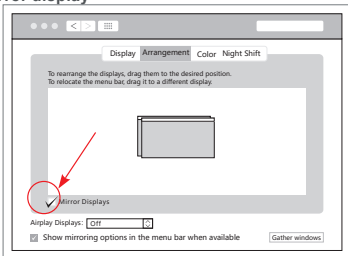 Display Arrangement Color Night Shift
To rearrange the displays, drag them to the desired position.
To relocate the menu bar, drag it to a different display.
Mirror Displays
Airplay Displays: Off
Show mirroring options in the menu bar when available
Gather windows